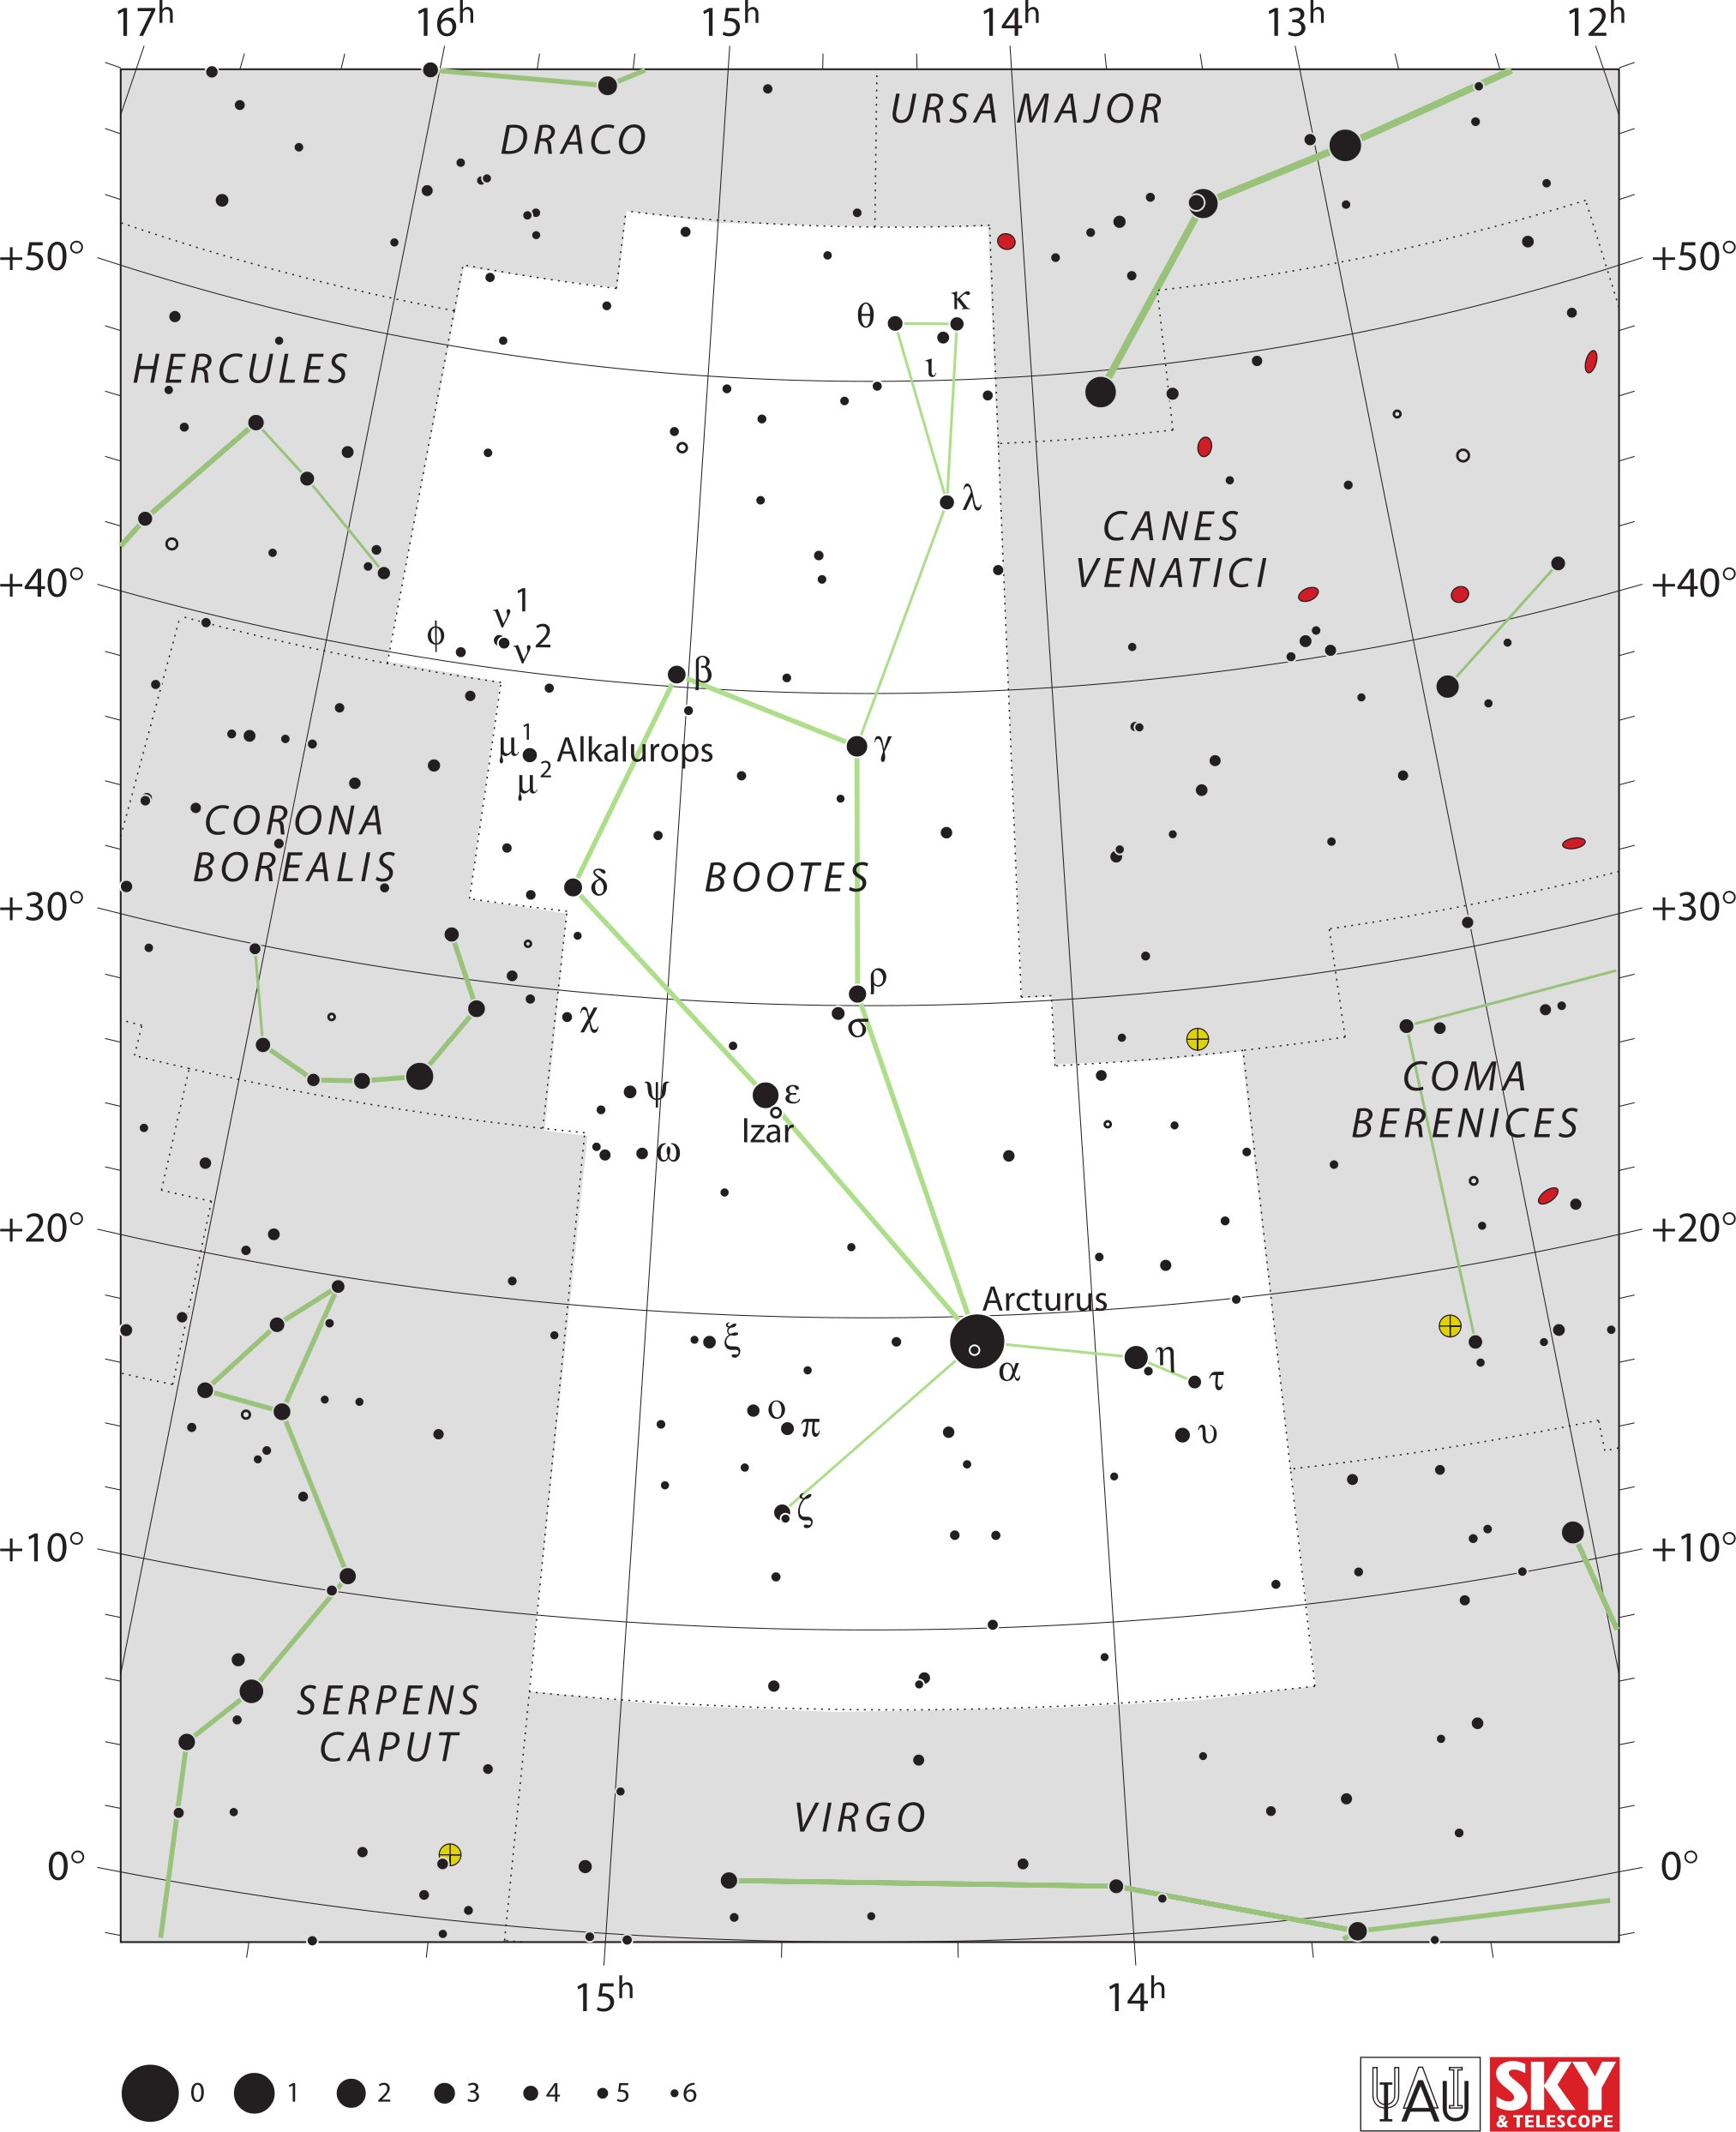 17h 16h 15h 14h 13h 12h
URSA MAJOR
DRACO
+50° +50°
θ κ
ι
HERCULES
λ
CANES
VENATICI
+40° +40°
ν1
φ ν2
β
γ
μ1 Alkalurops
μ2
CORONA
BOREALIS
BOOTES
δ
+30° +30°
ρ
χ σ
COMA
BERENICES
ψ ε
Izar
ω
+20° +20°
Arcturus
ξ
α η τ
ο π
υ
ζ
+10° +10°
SERPENS
CAPUT
VIRGO
0° 0°
15h 14h
0 1 2 3 4 5 6
IAU
SKY
& TELESCOPE